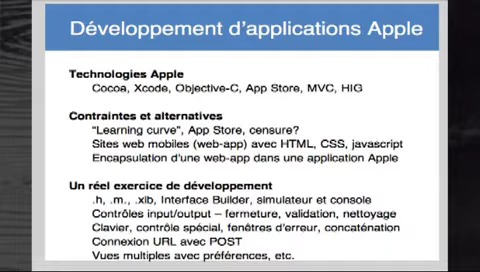 Développement d'applications Apple
Technologies Apple
Cocoa, Xcode, Objective-C, App Store, MVC, HIG
Contraintes et alternatives
"Learning curve", App Store, censure?
Sites web mobiles (web-app) avec HTML, CSS, javascript
Encapsulation d'une web-app dans une application Apple
Un réel exercice de développement
.h, .m., .xib, Interface Builder, simulateur et console
Contrôles input/output – fermeture, validation, nettoyage
Clavier, contrôle spécial, fenêtres d'erreur, concaténation
Connexion URL avec POST
Vues multiples avec préférences, etc.